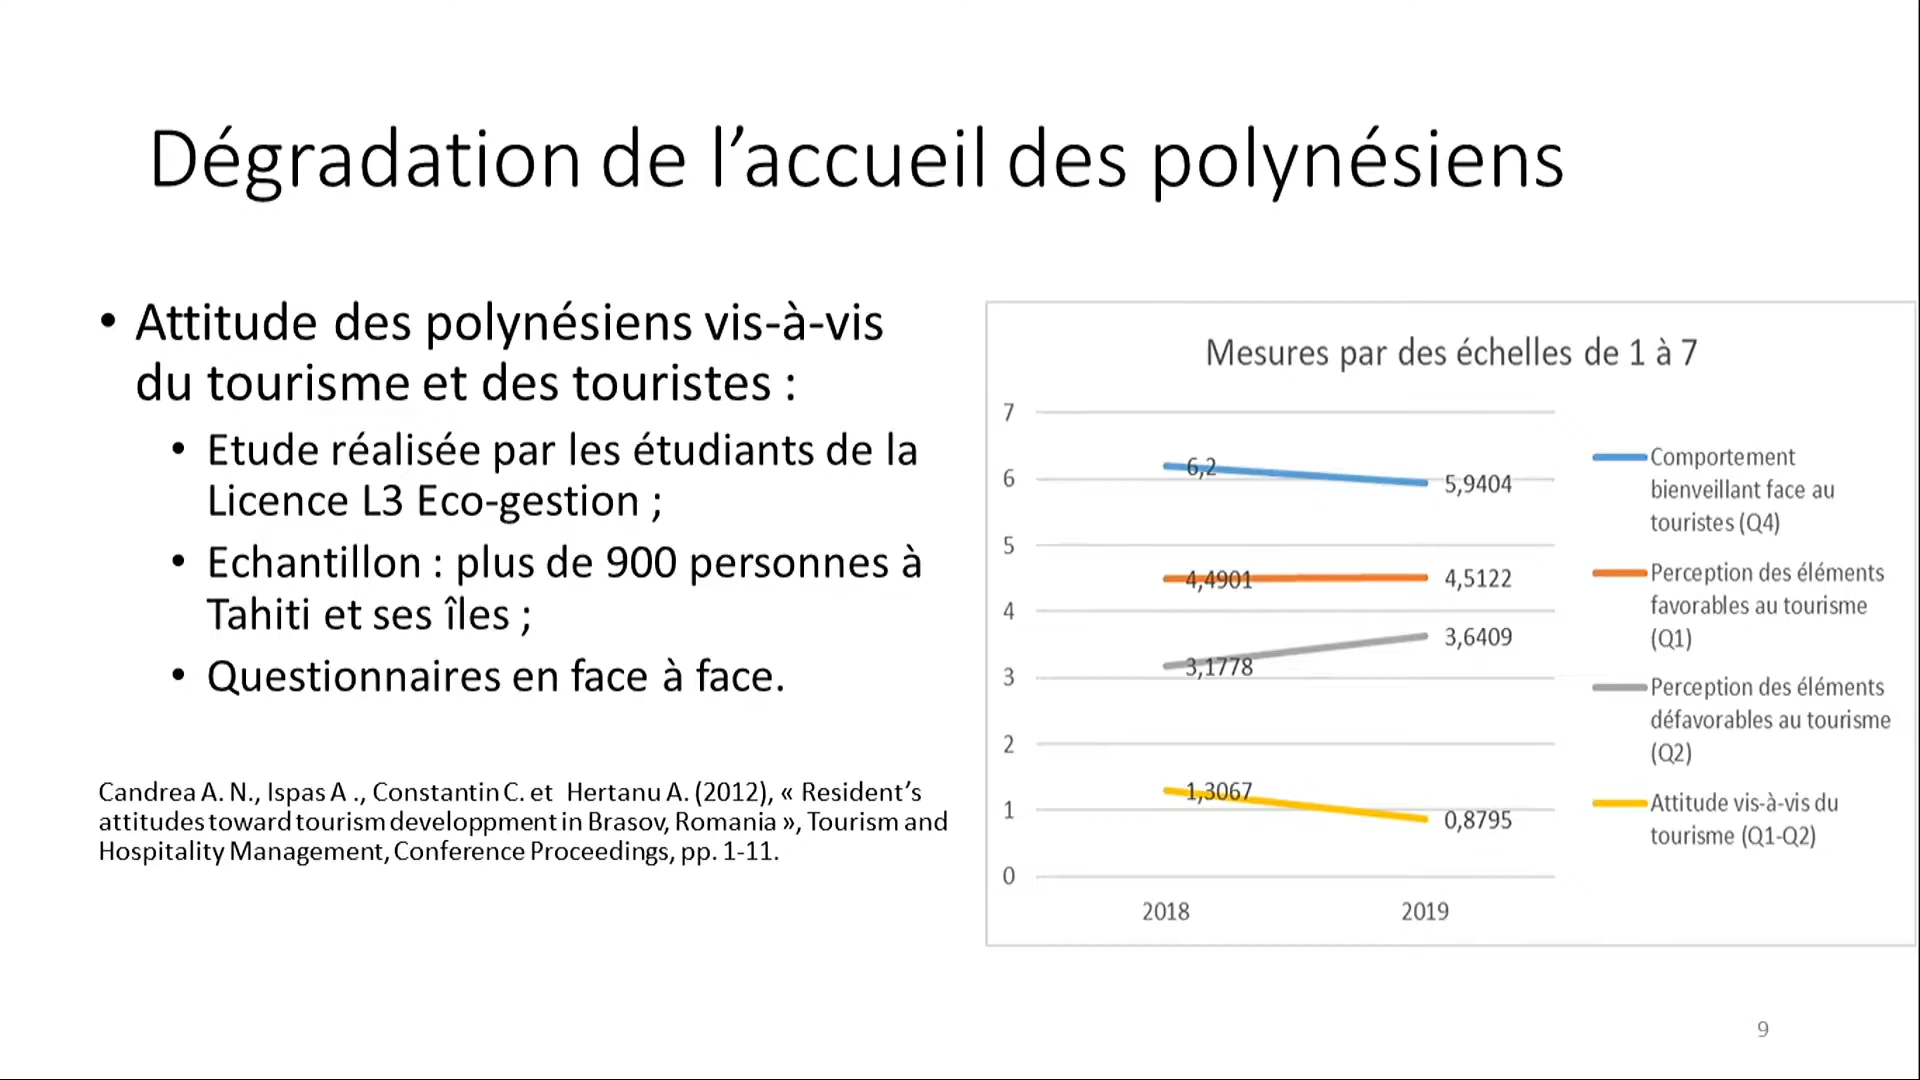 Dégradation de l’accueil des polynésiens
• Attitude des polynésiens vis-à-vis
du tourisme et des touristes :
• Etude réalisée par les étudiants de la
Licence L3 Eco-gestion ;
• Echantillon : plus de 900 personnes à
Tahiti et ses îles ;
• Questionnaires en face à face.
Candrea A. N., Ispas A ., Constantin C. et Hertanu A. (2012), « Resident’s
attitudes toward tourism developpment in Brasov, Romania », Tourism and
Hospitality Management, Conference Proceedings, pp. 1-11.
Mesures par des échelles de 1 à 7
7
6
5
4
3
2
1
0
6,2
5,9404
4,4901
4,5122
3,1778
3,6409
1,3067
0,8795
2018
2019
Comportement
bienveillant face au
touristes (Q4)
Perception des éléments
favorables au tourisme
(Q1)
Perception des éléments
défavorables au tourisme
(Q2)
Attitude vis-à-vis du
tourisme (Q1-Q2)
9